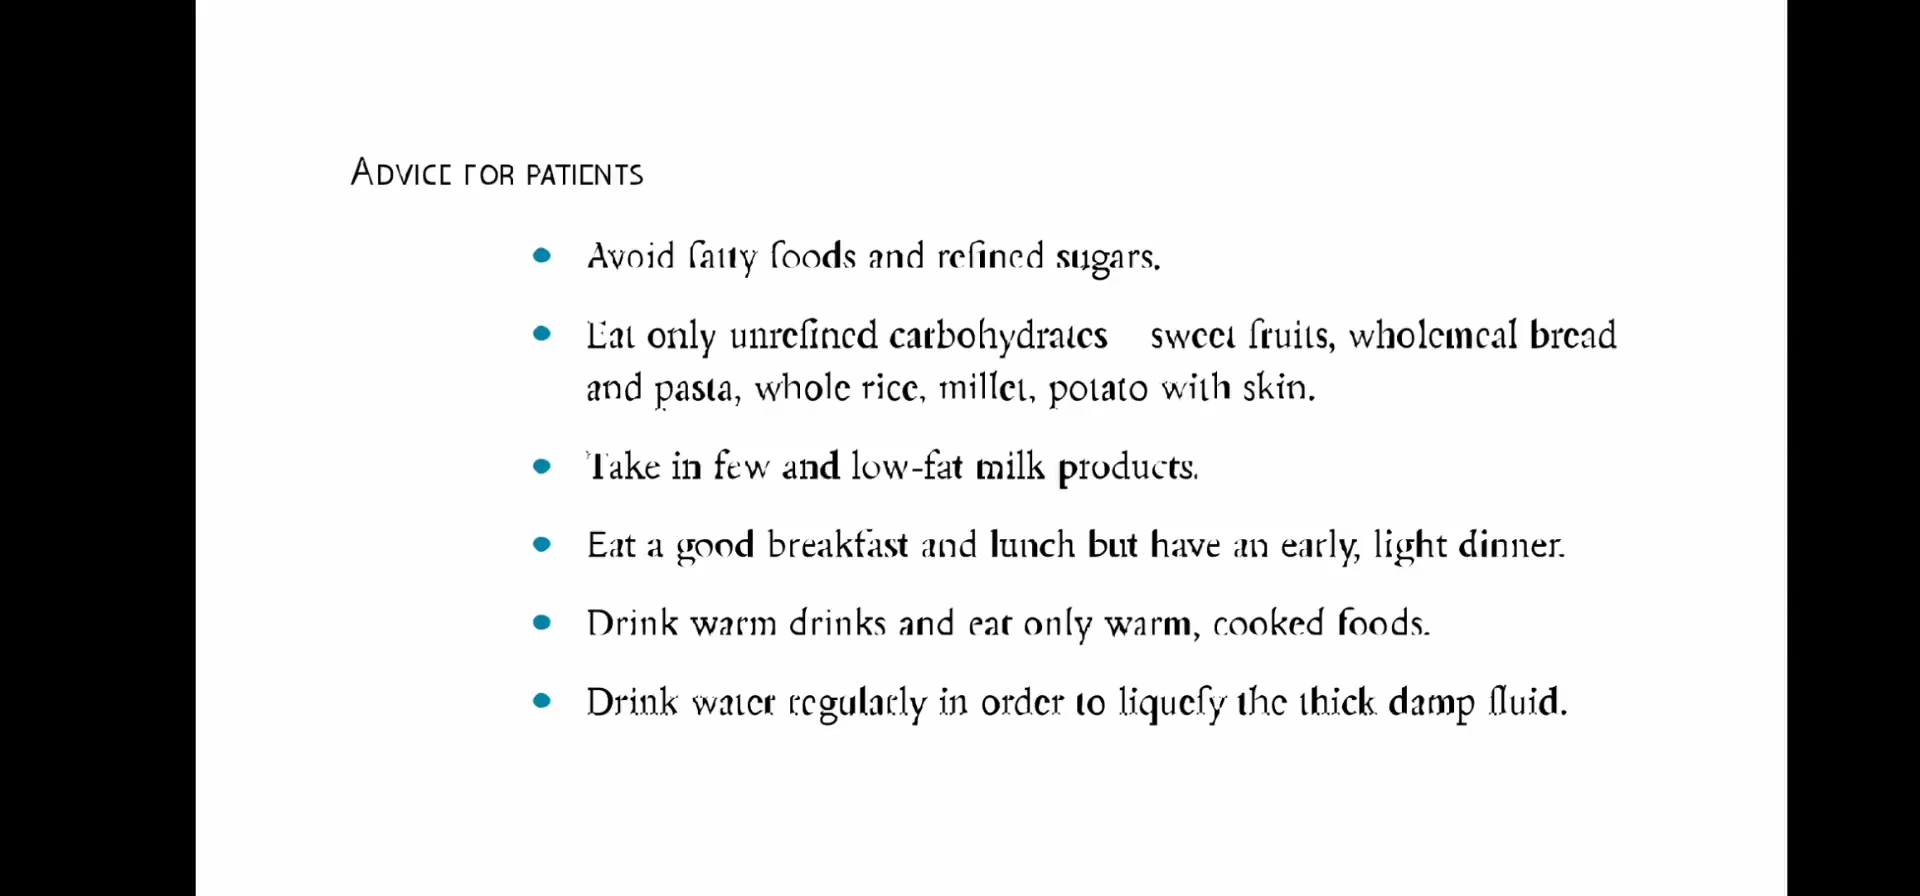 Advice for patients
• Avoid fatty foods and refined sugars.
• Eat only unrefined carbohydrates sweet fruits, wholemeal bread
and pasta, whole rice, millet, potato with skin.
• Take in few and low-fat milk products.
• Eat a good breakfast and lunch but have an early, light dinner.
• Drink warm drinks and eat only warm, cooked foods.
• Drink water regularly in order to liquefy the thick damp fluid.